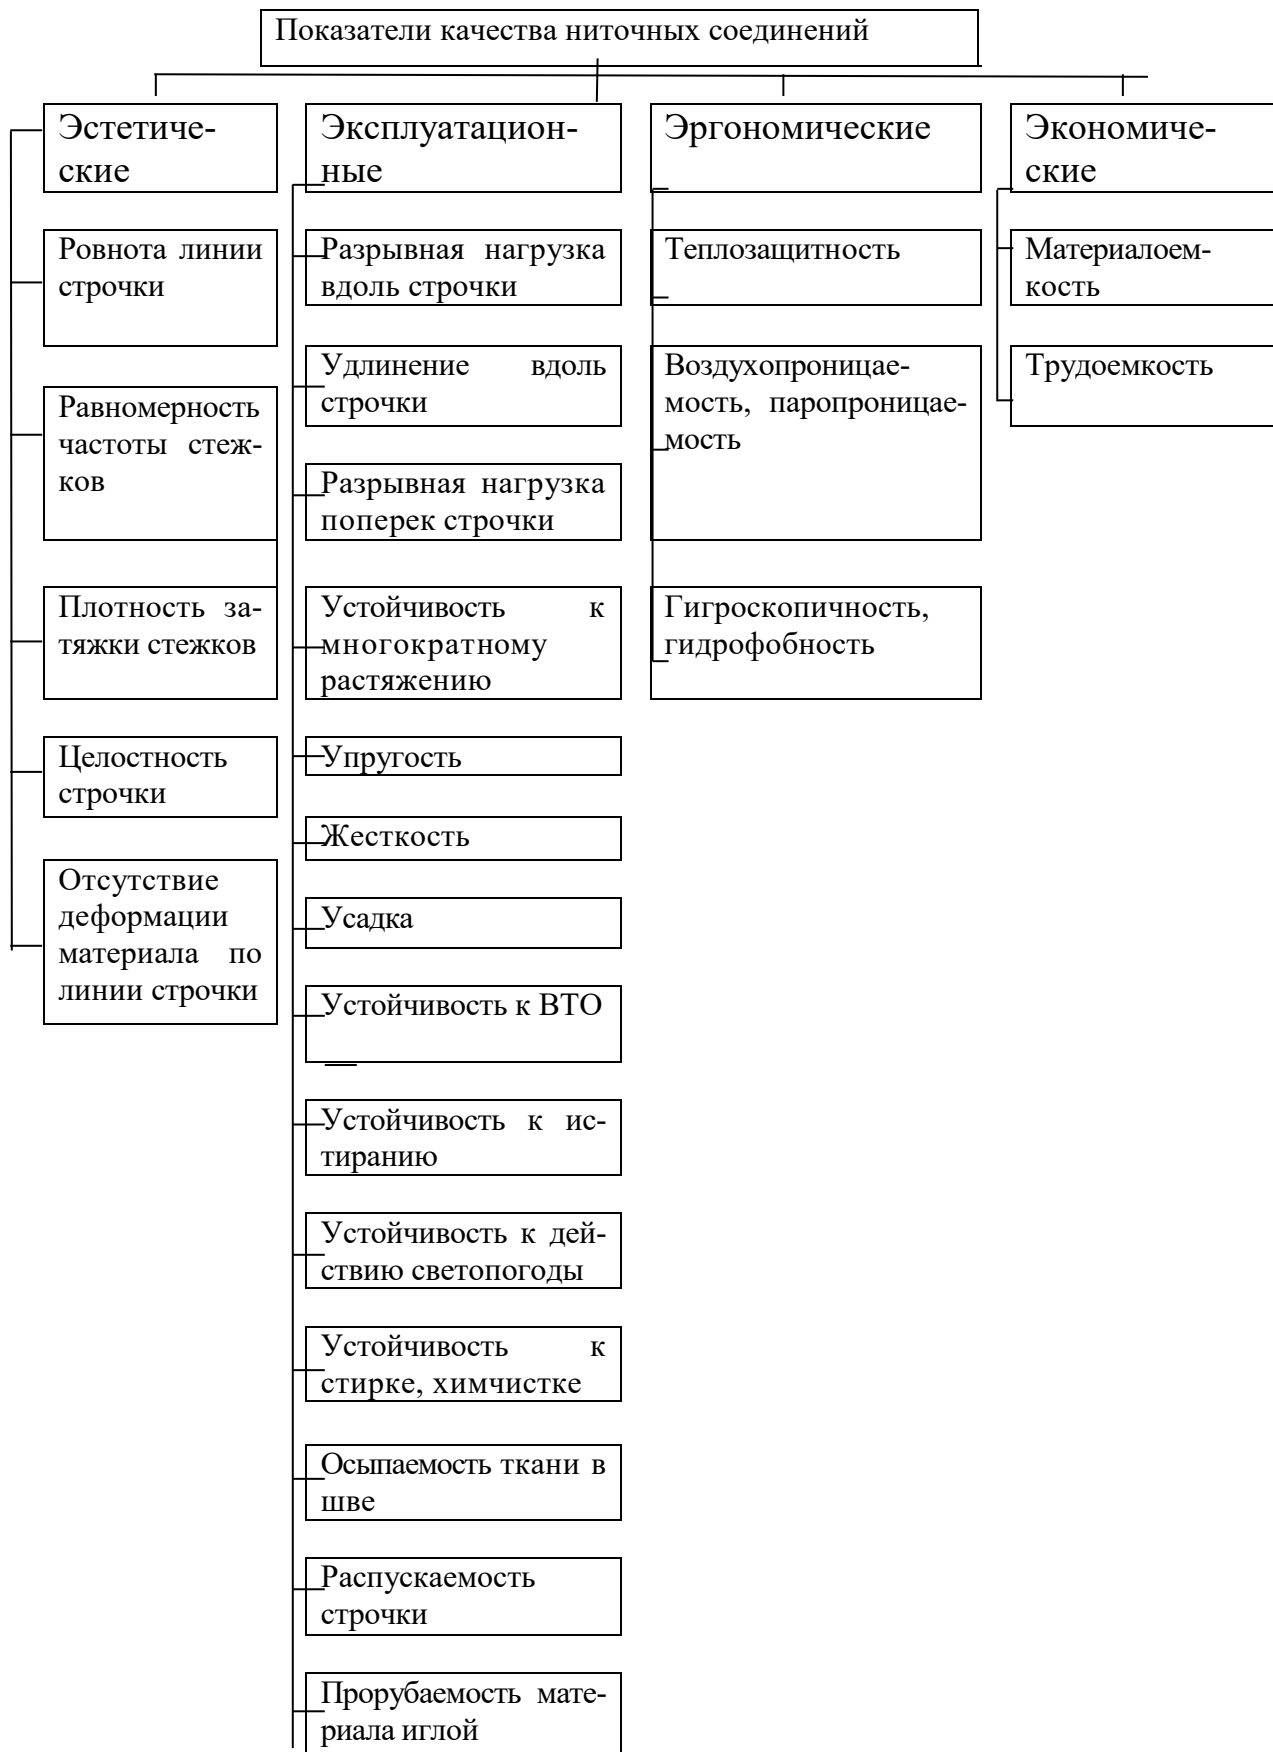 Показатели качества ниточных соединений
Эстетиче-
ские
Ровнота линии
строчки
Равномерность
частоты стеж-
ков
Плотность за-
тяжки стежков
Целостность
строчки
Отсутствие
деформации
материала по
линии строчки
Эксплуатацион-
ные
Разрывная нагрузка
вдоль строчки
Удлинение вдоль
строчки
Разрывная нагрузка
поперек строчки
Устойчивость к
многократному
растяжению
Упругость
Жесткость
Усадка
Устойчивость к ВТО
Устойчивость к ис-
тиранию
Устойчивость к дей-
ствию светопогоды
Устойчивость к
стирке, химчистке
Осыпаемость ткани в
шве
Распускаемость
строчки
Прорубаемость мате-
риала иглой
Эргономические
Теплозащитность
Воздухопроницае-
мость, паропроницае-
мость
Гигроскопичность,
гидрофобность
Экономиче-
ские
Материалоем-
кость
Трудоемкость